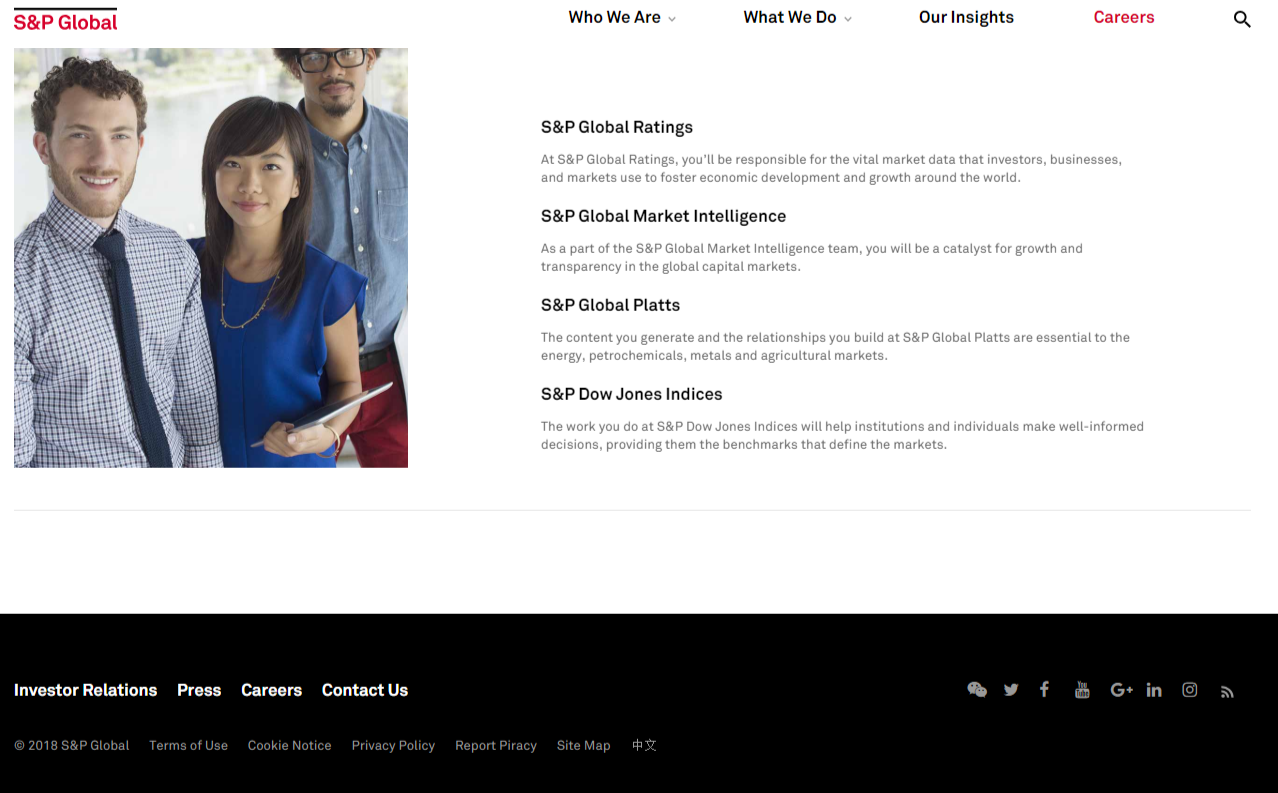 S&P Global
Who We Are
What We Do
Our Insights
Careers
S&P Global Ratings
At S&P Global Ratings, you'll be responsible for the vital market data that investors, businesses,
and markets use to foster economic development and growth around the world.
S&P Global Market Intelligence
As a part of the S&P Global Market Intelligence team, you will be a catalyst for growth and
transparency in the global capital markets.
S&P Global Platts
The content you generate and the relationships you build at S&P Global Platts are essential to the
energy, petrochemicals, metals and agricultural markets.
S&P Dow Jones Indices
The work you do at S&P Dow Jones Indices will help institutions and individuals make well-informed
decisions, providing them the benchmarks that define the markets.
Investor Relations
Press
Careers
Contact Us
You
Tube
G+
in
© 2018 S&P Global
Terms of Use
Cookie Notice
Privacy Policy
Report Piracy
Site Map
中文